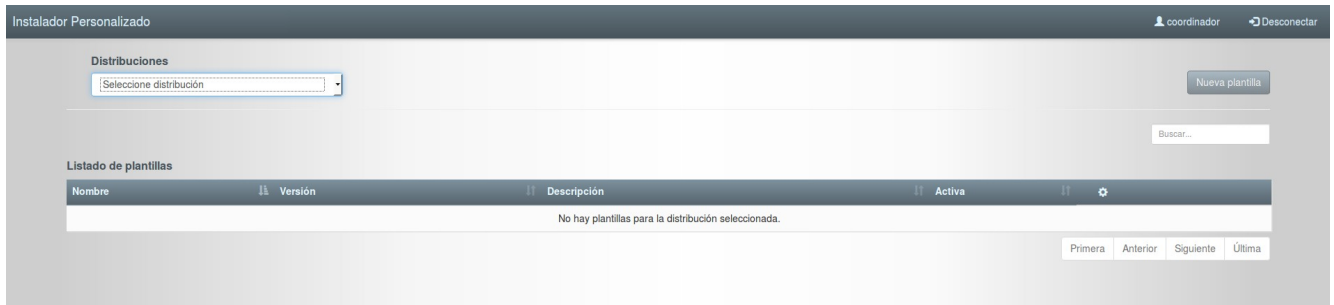 Instalador Personalizado coordinador Desconectar
Distribuciones
Seleccione distribución
Nueva plantilla
Buscar...
Listado de plantillas
Nombre Versión Descripción Activa
No hay plantillas para la distribución seleccionada.
Primera Anterior Siguiente Última